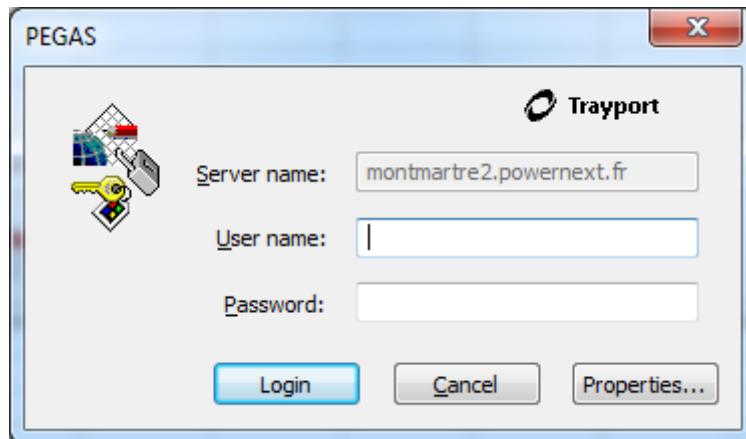 PEGAS
Trayport
Server name: montmartre2.powernext.fr
User name:
Password:
Login Cancel Properties...